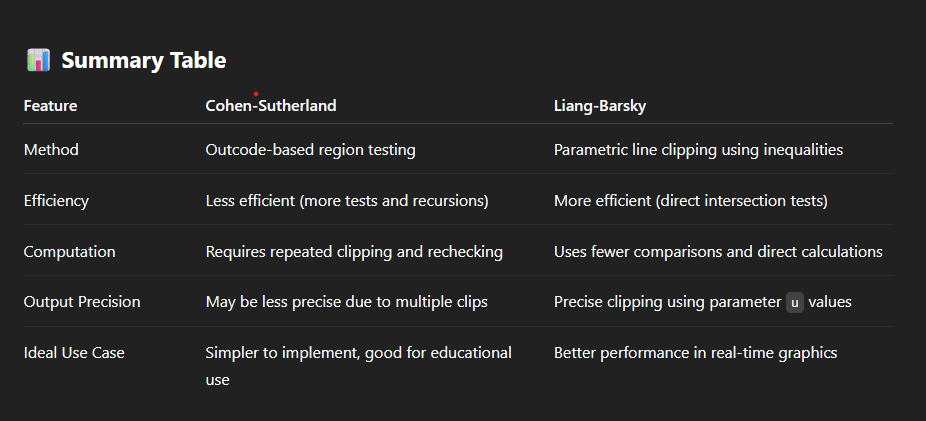 📊 Summary Table
Feature Cohen-Sutherland Liang-Barsky
Method Outcode-based region testing Parametric line clipping using inequalities
Efficiency Less efficient (more tests and recursions) More efficient (direct intersection tests)
Computation Requires repeated clipping and rechecking Uses fewer comparisons and direct calculations
Output Precision May be less precise due to multiple clips Precise clipping using parameter u values
Ideal Use Case Simpler to implement, good for educational Better performance in real-time graphics
use